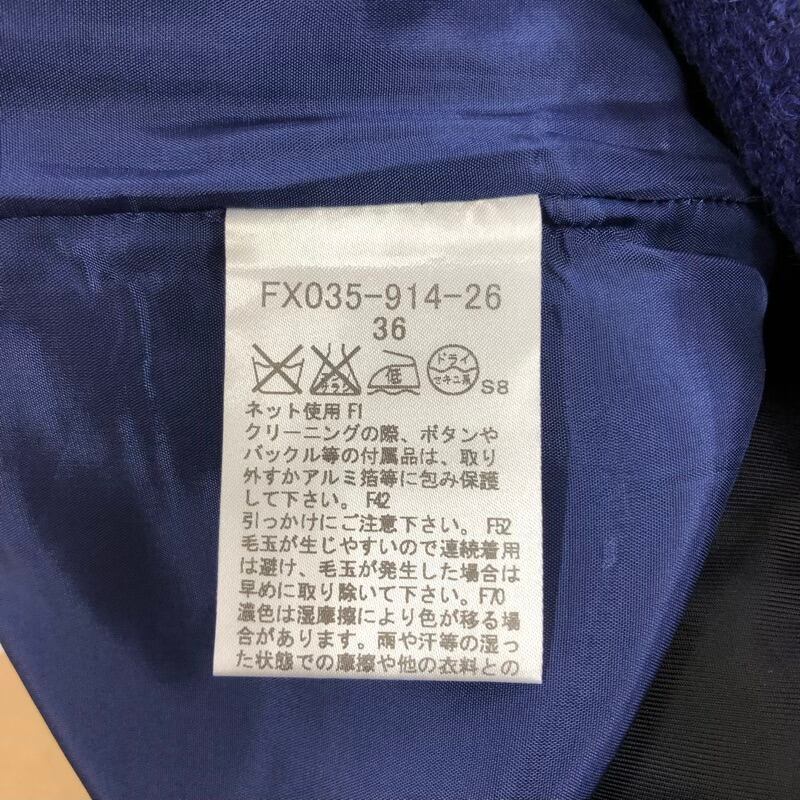 FX035-914-26
36
エンソ サラシ 低 ドライ セキユ系 S8
ネット使用 F1
クリーニングの際、ボタンや
バックル等の付属品は、取り
外すかアルミ箔等に包み保護
して下さい。 F42
引っかけにご注意下さい。 F52
毛玉が生じやすいので連続着用
は避け、毛玉が発生した場合は
早めに取り除いて下さい。F70
濃色は湿摩擦により色が移る場
合があります。雨や汗等の湿っ
た状態での摩擦や他の衣料との